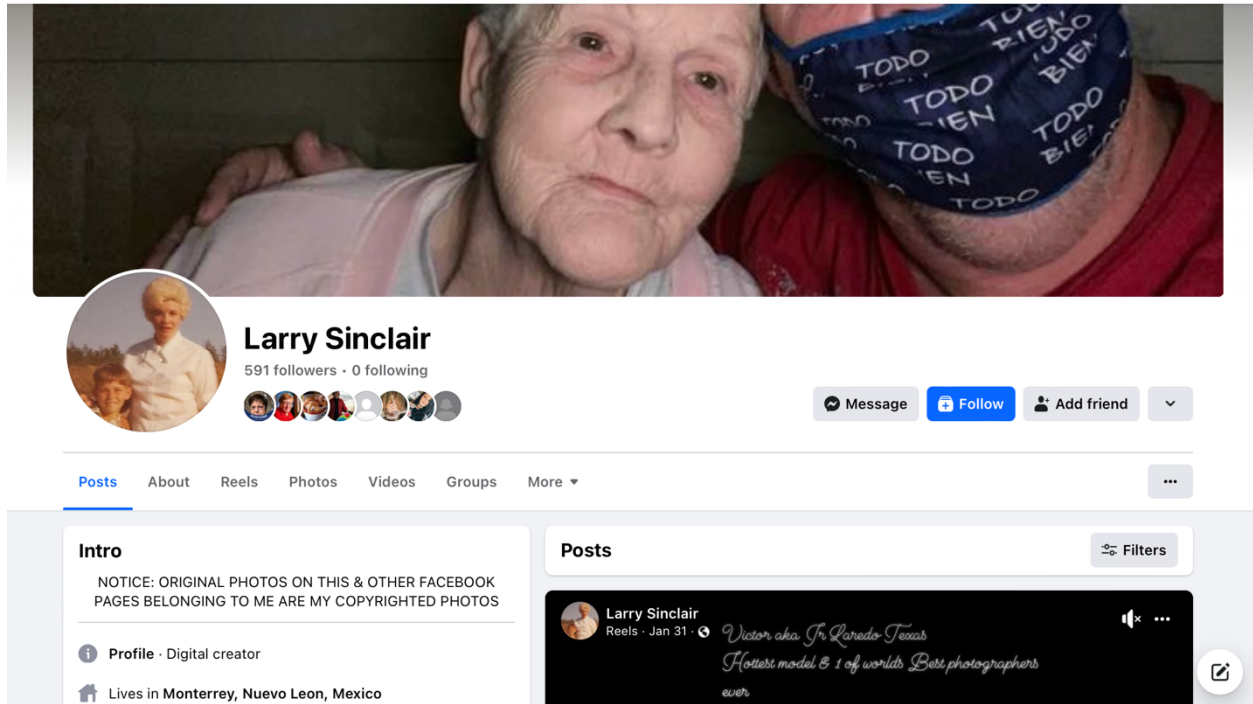 TODO
BIEN
TODO
BIEN
TODO
BIEN
TODO
TODO
BIEN
TODO
Larry Sinclair
591 followers · 0 following
Message
Follow
Add friend
Posts
About
Reels
Photos
Videos
Groups
More
Intro
NOTICE: ORIGINAL PHOTOS ON THIS & OTHER FACEBOOK
PAGES BELONGING TO ME ARE MY COPYRIGHTED PHOTOS
Profile · Digital creator
Lives in Monterrey, Nuevo Leon, Mexico
Posts
Filters
Larry Sinclair
Reels · Jan 31 ·
Victor aka Jr Laredo Texas
Hottest model & 1 of worlds Best photographers
ever